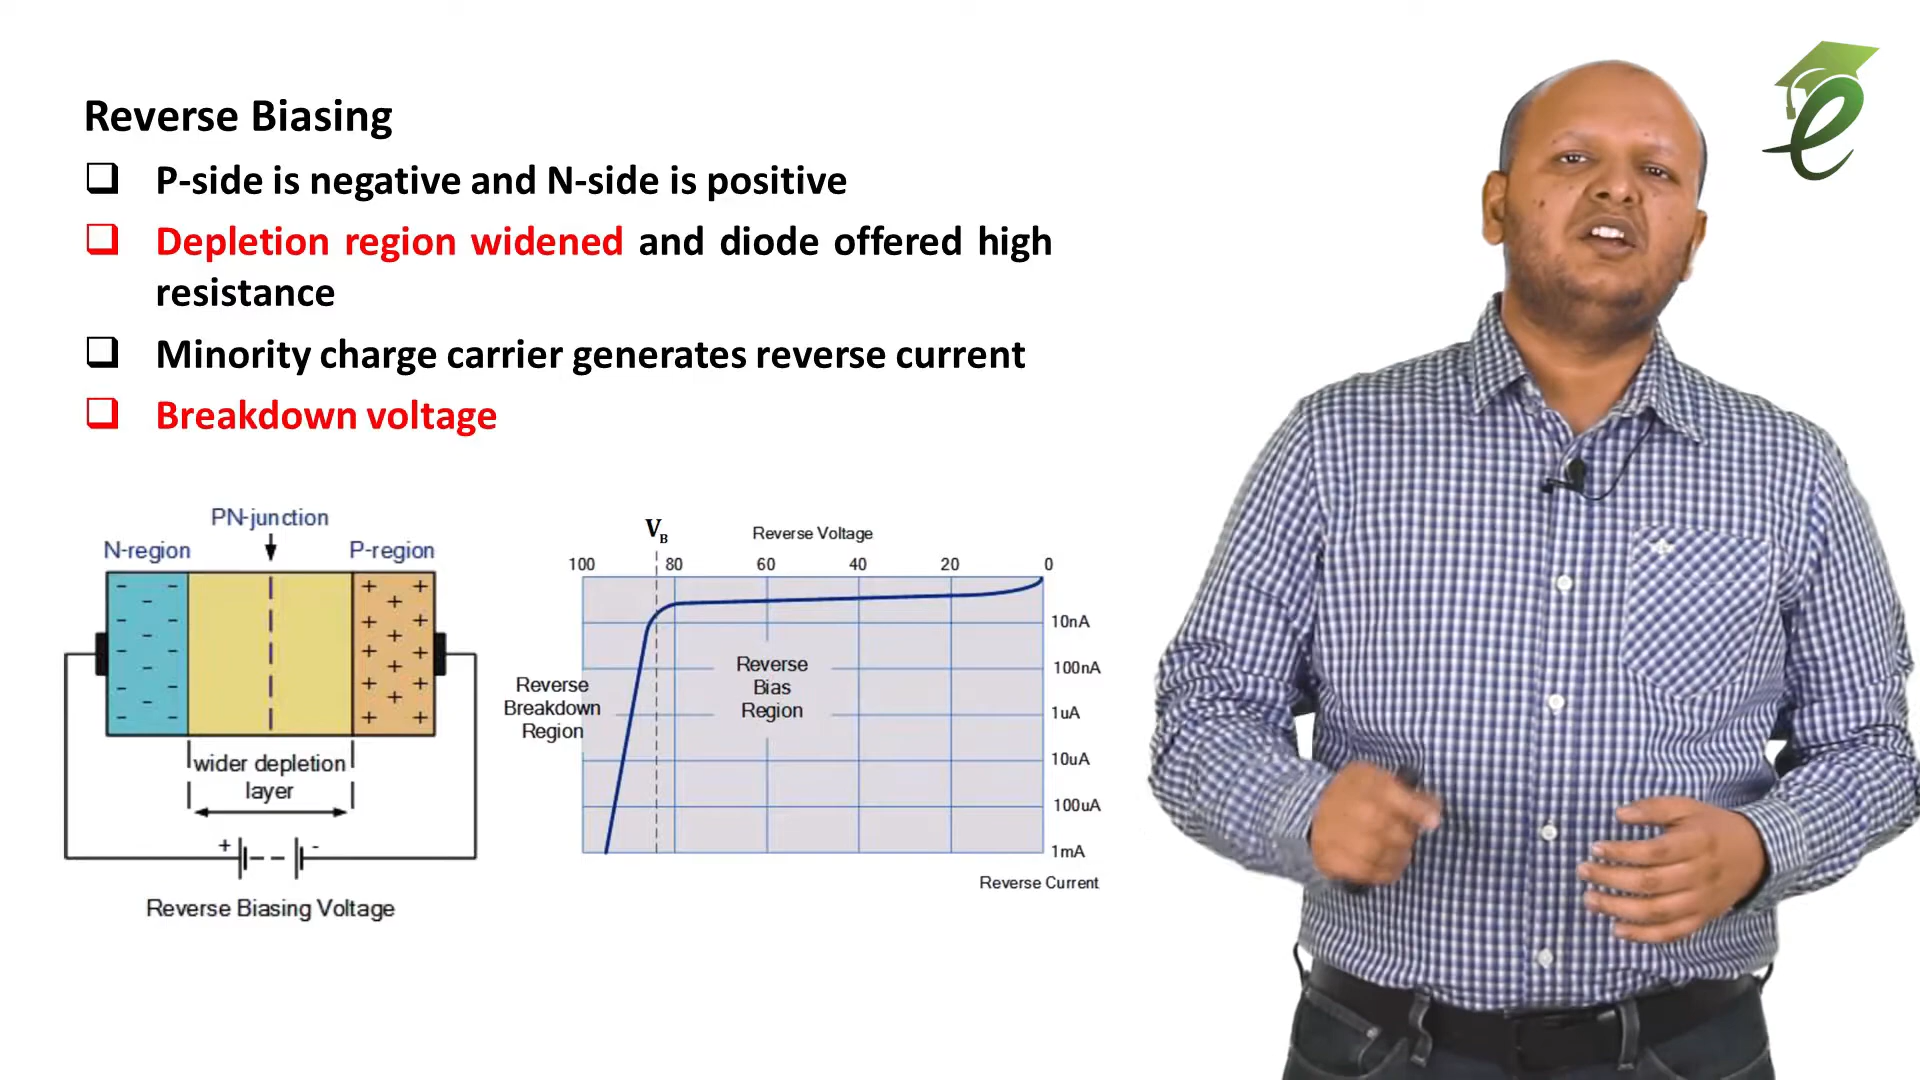 Reverse Biasing
❑ P-side is negative and N-side is positive
❑ Depletion region widened and diode offered high
resistance
❑ Minority charge carrier generates reverse current
❑ Breakdown voltage
PN-junction
N-region
P-region
wider depletion
layer
+ -
Reverse Biasing Voltage
V_B
Reverse Voltage
100 80 60 40 20 0
10nA
100nA
1uA
10uA
100uA
1mA
Reverse Current
Reverse
Breakdown
Region
Reverse
Bias
Region
e